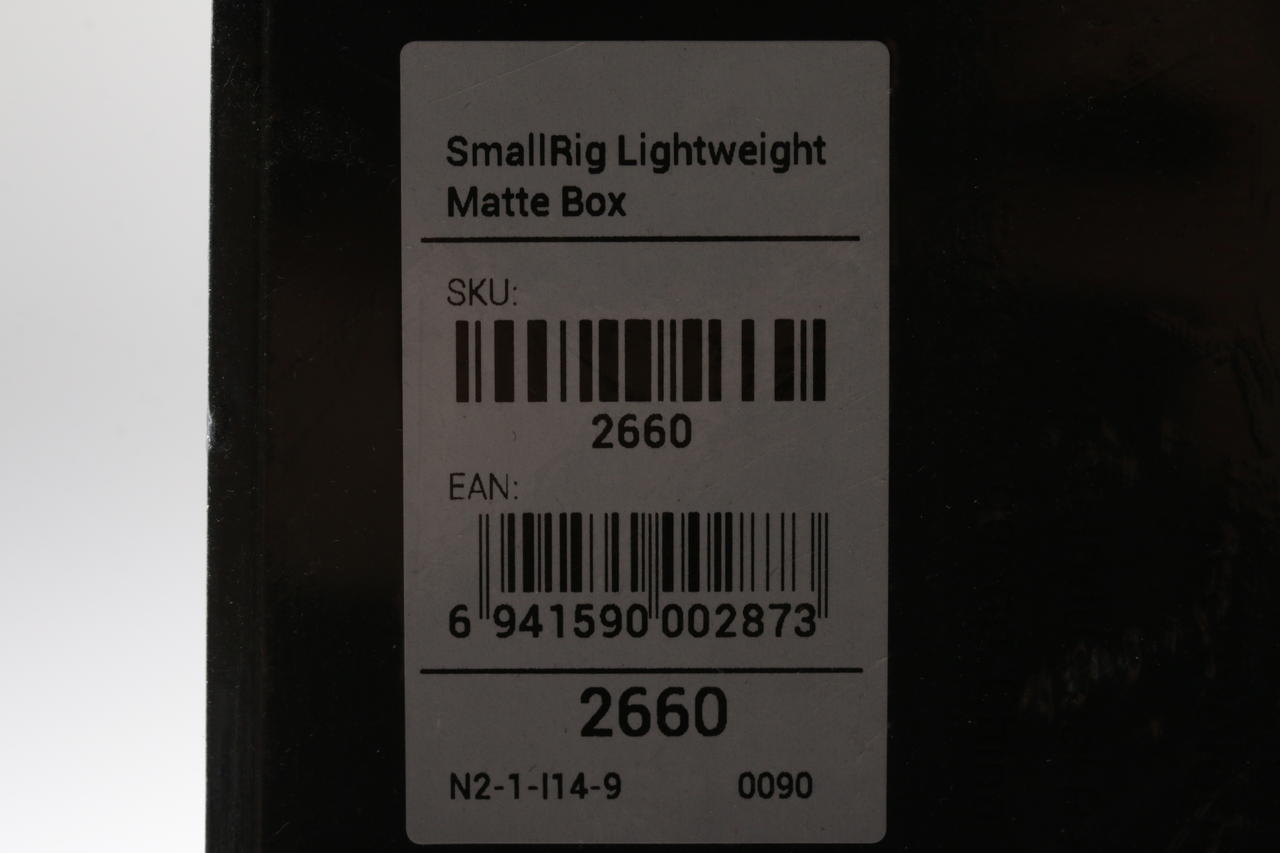 SmallRig Lightweight
Matte Box
SKU:
2660
EAN:
6 941590 002873
2660
N2-1-I14-9 0090